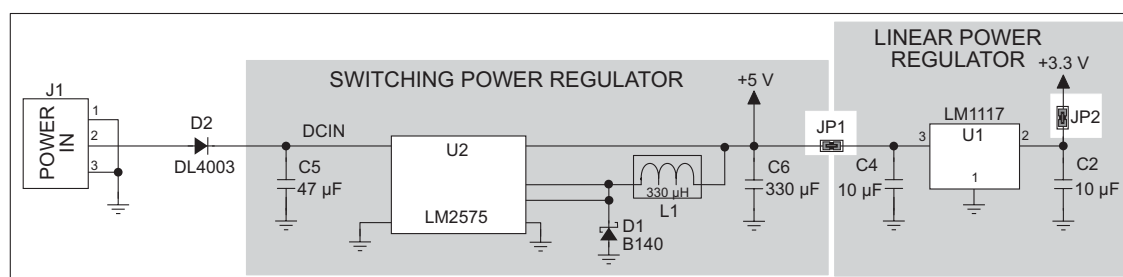 LINEAR POWER
REGULATOR
SWITCHING POWER REGULATOR
+3.3 V
+5 V
J1
POWER
IN
1
2
3
D2
DL4003
DCIN
C5
47 µF
U2
LM2575
330 µH
L1
D1
B140
C6
330 µF
JP1
C4
10 µF
LM1117
U1
3
2
1
JP2
C2
10 µF